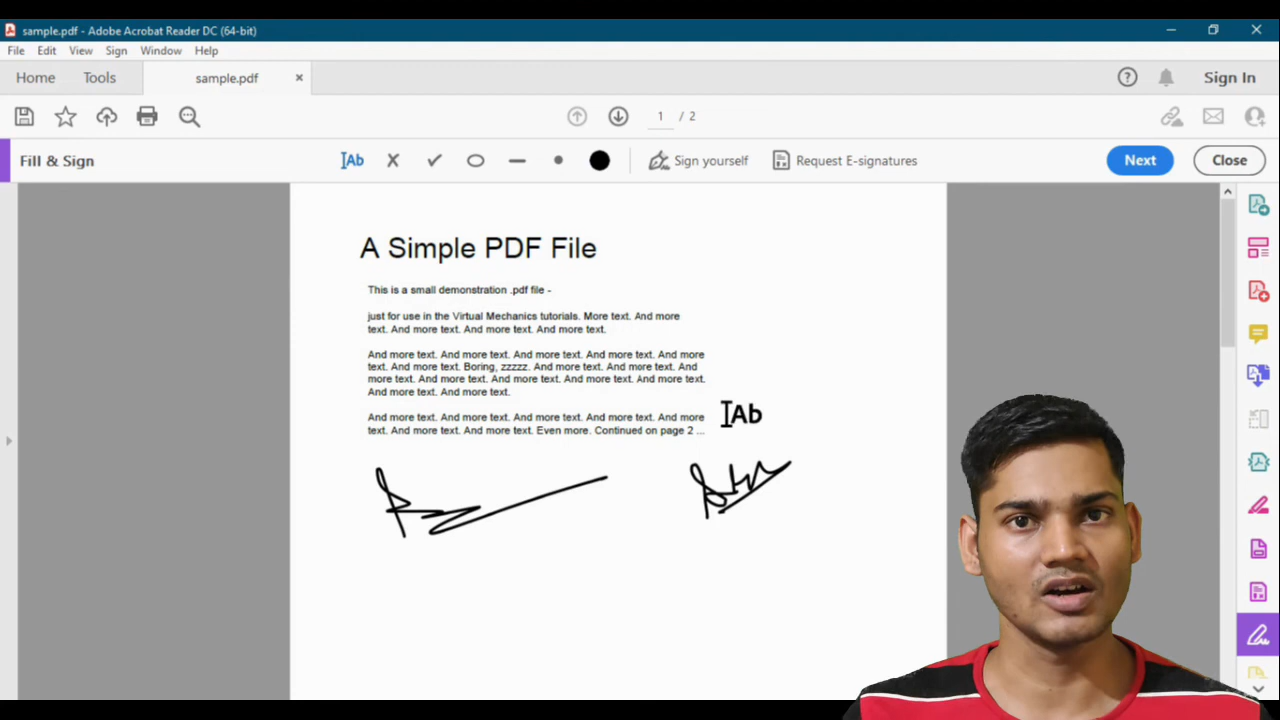 sample.pdf - Adobe Acrobat Reader DC (64-bit)
File Edit View Sign Window Help
Home Tools sample.pdf Sign In
1 / 2
Fill & Sign Ab Sign yourself Request E-signatures Next Close
A Simple PDF File
This is a small demonstration .pdf file -
just for use in the Virtual Mechanics tutorials. More text. And more
text. And more text. And more text. And more text.
And more text. And more text. And more text. And more text. And more
text. And more text. Boring, zzzzz. And more text. And more text. And
more text. And more text. And more text. And more text. And more text.
And more text. And more text.
And more text. And more text. And more text. And more text. And more
text. And more text. And more text. Even more. Continued on page 2 ...
Ab